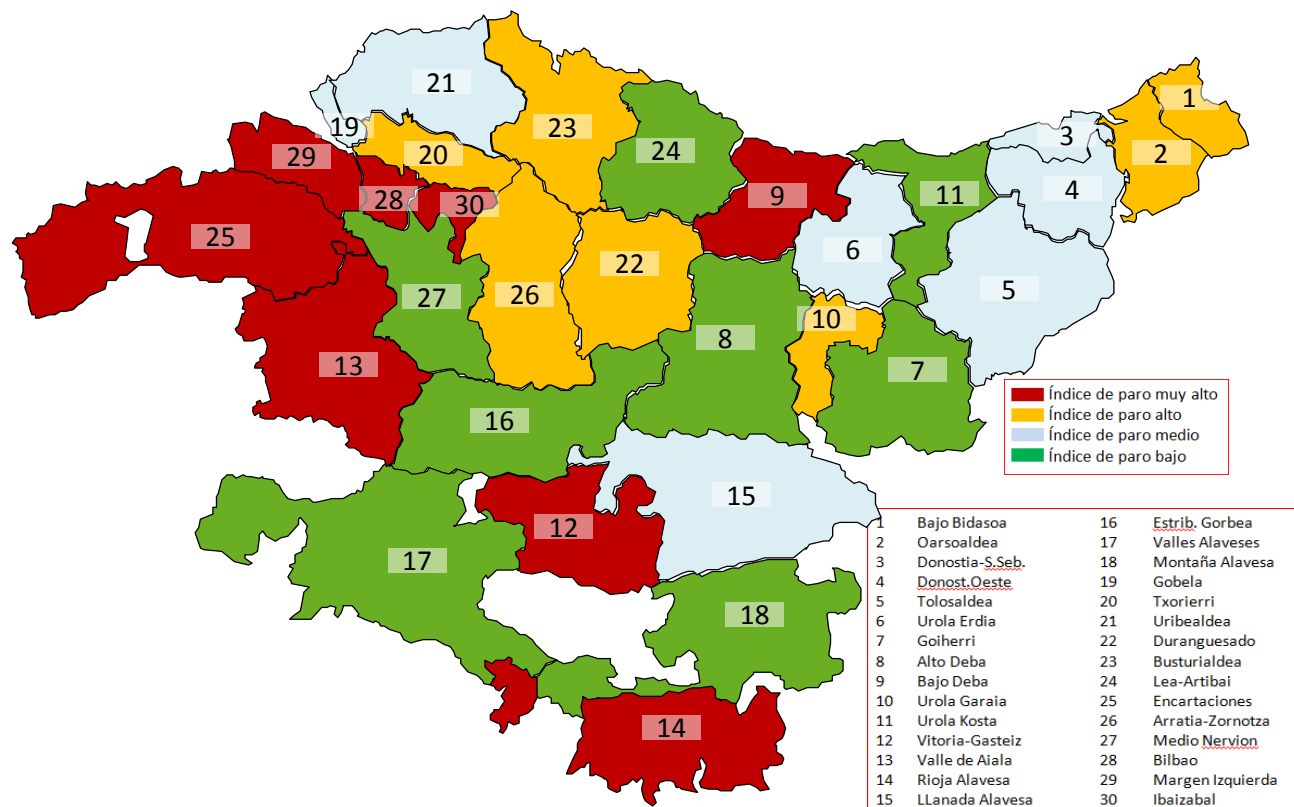 21
1
23
19
3
20
2
24
29
9
11
4
28
30
25
6
22
5
26
27
10
8
13
7
16
15
12
17
18
14
Índice de paro muy alto
Índice de paro alto
Índice de paro medio
Índice de paro bajo
1 Bajo Bidasoa 16 Estrib. Gorbea
2 Oarsoaldea 17 Valles Alaveses
3 Donostia-S.Seb. 18 Montaña Alavesa
4 Donost.Oeste 19 Gobela
5 Tolosaldea 20 Txorierri
6 Urola Erdia 21 Uribealdea
7 Goiherri 22 Duranguesado
8 Alto Deba 23 Busturialdea
9 Bajo Deba 24 Lea-Artibai
10 Urola Garaia 25 Encartaciones
11 Urola Kosta 26 Arratia-Zornotza
12 Vitoria-Gasteiz 27 Medio Nervion
13 Valle de Aiala 28 Bilbao
14 Rioja Alavesa 29 Margen Izquierda
15 LLanada Alavesa 30 Ibaizabal